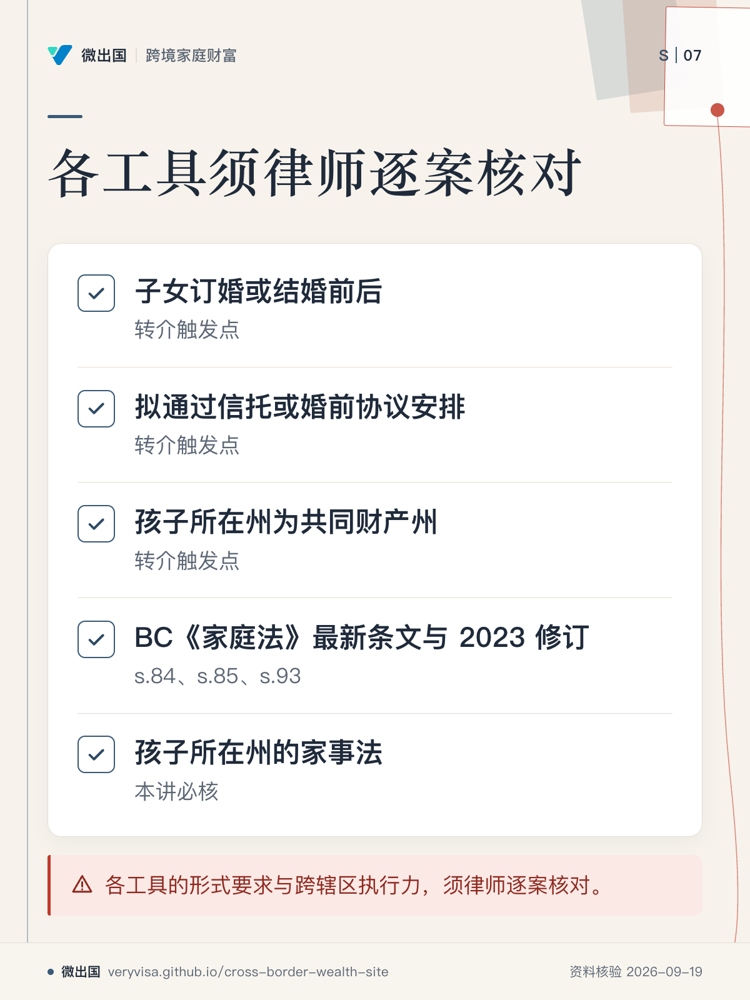 微出国 | 跨境家庭财富
S | 07
各工具须律师逐案核对
子女订婚或结婚前后
转介触发点
拟通过信托或婚前协议安排
转介触发点
孩子所在州为共同财产州
转介触发点
BC《家庭法》最新条文与 2023 修订
s.84、s.85、s.93
孩子所在州的家事法
本讲必核
各工具的形式要求与跨辖区执行力，须律师逐案核对。
微出国 veryvisa.github.io/cross-border-wealth-site
资料核验 2026-09-19